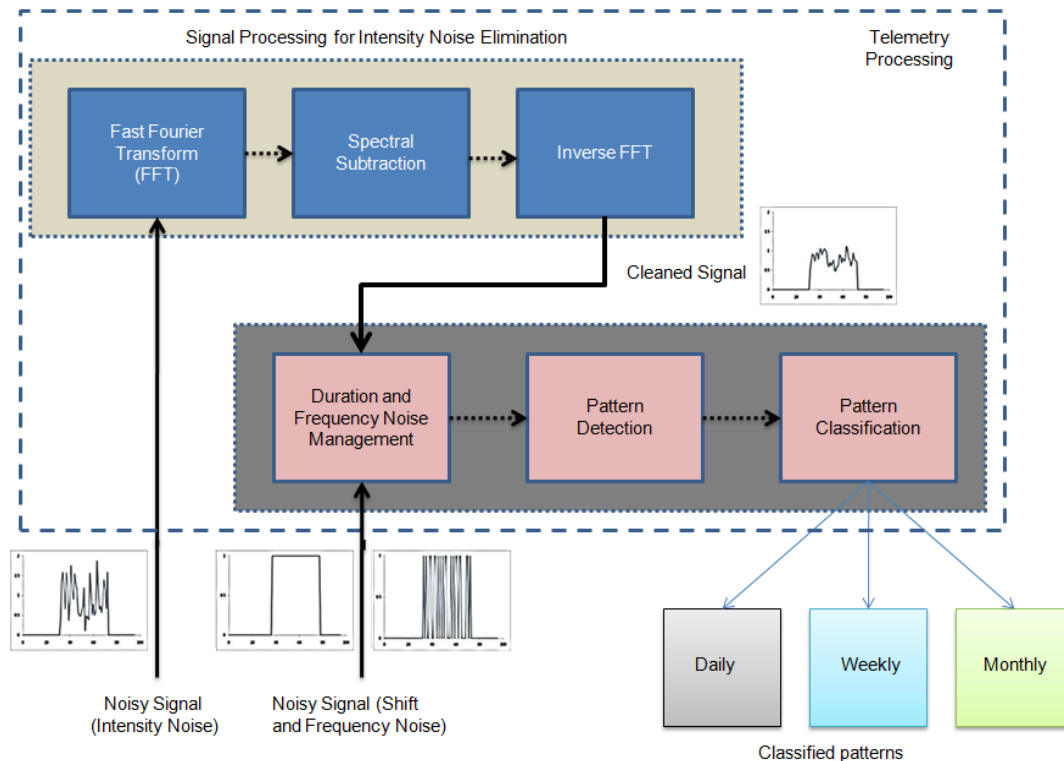 Signal Processing for Intensity Noise Elimination
Telemetry
Processing
Fast Fourier
Transform
(FFT)
Spectral
Subtraction
Inverse FFT
Cleaned Signal
Duration and
Frequency Noise
Management
Pattern
Detection
Pattern
Classification
Noisy Signal
(Intensity Noise)
Noisy Signal (Shift
and Frequency Noise)
Daily
Weekly
Monthly
Classified patterns